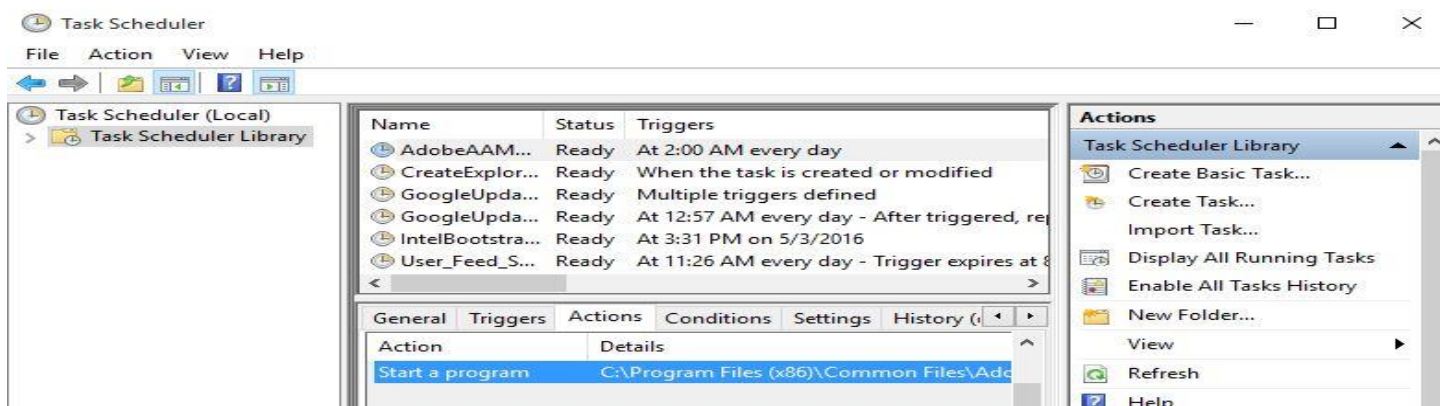 Task Scheduler
File Action View Help
Task Scheduler (Local)
Task Scheduler Library
Name Status Triggers
AdobeAAM... Ready At 2:00 AM every day
CreateExplor... Ready When the task is created or modified
GoogleUpda... Ready Multiple triggers defined
GoogleUpda... Ready At 12:57 AM every day - After triggered, rep
IntelBootstra... Ready At 3:31 PM on 5/3/2016
User_Feed_S... Ready At 11:26 AM every day - Trigger expires at 8
General Triggers Actions Conditions Settings History (
Action Details
Start a program C:\Program Files (x86)\Common Files\Ado
Actions
Task Scheduler Library
Create Basic Task...
Create Task...
Import Task...
Display All Running Tasks
Enable All Tasks History
New Folder...
View
Refresh
Help